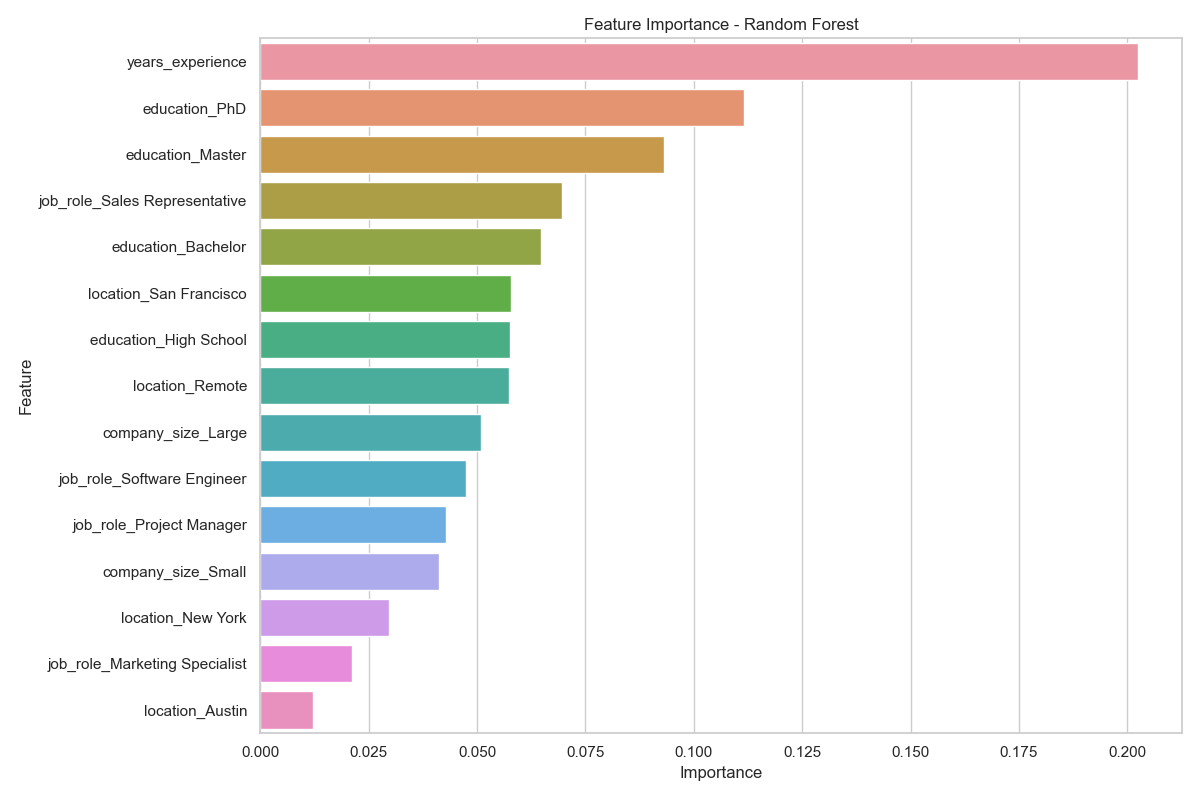 Feature Importance - Random Forest
years_experience
education_PhD
education_Master
job_role_Sales Representative
education_Bachelor
location_San Francisco
education_High School
location_Remote
company_size_Large
job_role_Software Engineer
job_role_Project Manager
company_size_Small
location_New York
job_role_Marketing Specialist
location_Austin
Feature
0.000 0.025 0.050 0.075 0.100 0.125 0.150 0.175 0.200
Importance